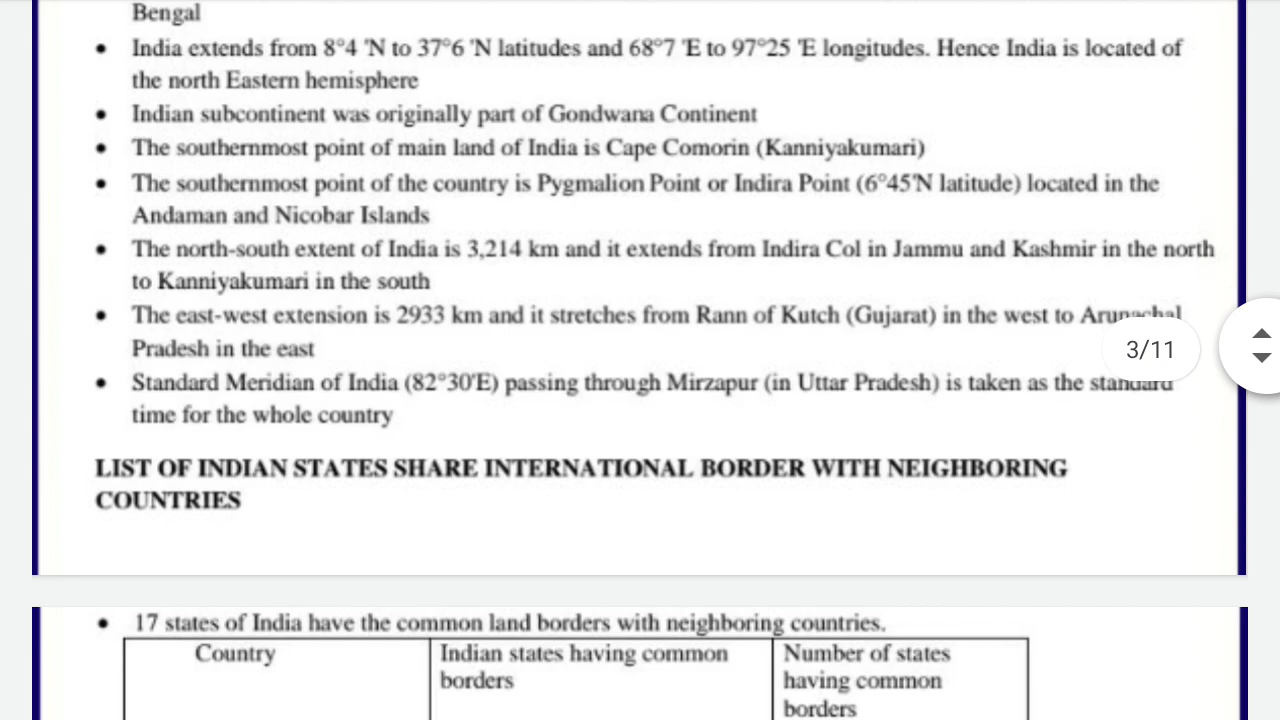 Bengal
• India extends from 8°4 'N to 37°6 'N latitudes and 68°7 'E to 97°25 'E longitudes. Hence India is located of
the north Eastern hemisphere
• Indian subcontinent was originally part of Gondwana Continent
• The southernmost point of main land of India is Cape Comorin (Kanniyakumari)
• The southernmost point of the country is Pygmalion Point or Indira Point (6°45'N latitude) located in the
Andaman and Nicobar Islands
• The north-south extent of India is 3,214 km and it extends from Indira Col in Jammu and Kashmir in the north
to Kanniyakumari in the south
• The east-west extension is 2933 km and it stretches from Rann of Kutch (Gujarat) in the west to Arunachal
Pradesh in the east
3/11
• Standard Meridian of India (82°30'E) passing through Mirzapur (in Uttar Pradesh) is taken as the standard
time for the whole country
LIST OF INDIAN STATES SHARE INTERNATIONAL BORDER WITH NEIGHBORING
COUNTRIES
• 17 states of India have the common land borders with neighboring countries.
Country
Indian states having common
borders
Number of states
having common
borders